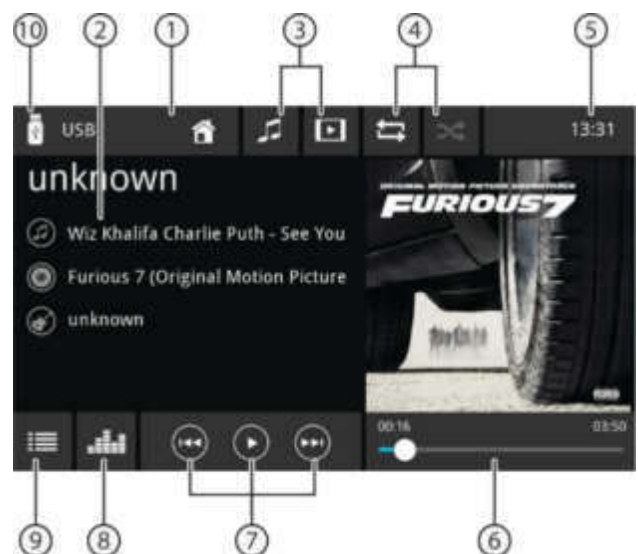 10 2 1 3 4 5
USB
13:31
unknown
Wiz Khalifa Charlie Puth - See You
Furious 7 (Original Motion Picture
unknown
ORIGINAL MOTION PICTURE SOUNDTRACK
FURIOUS 7
00:16
03:50
9 8 7 6